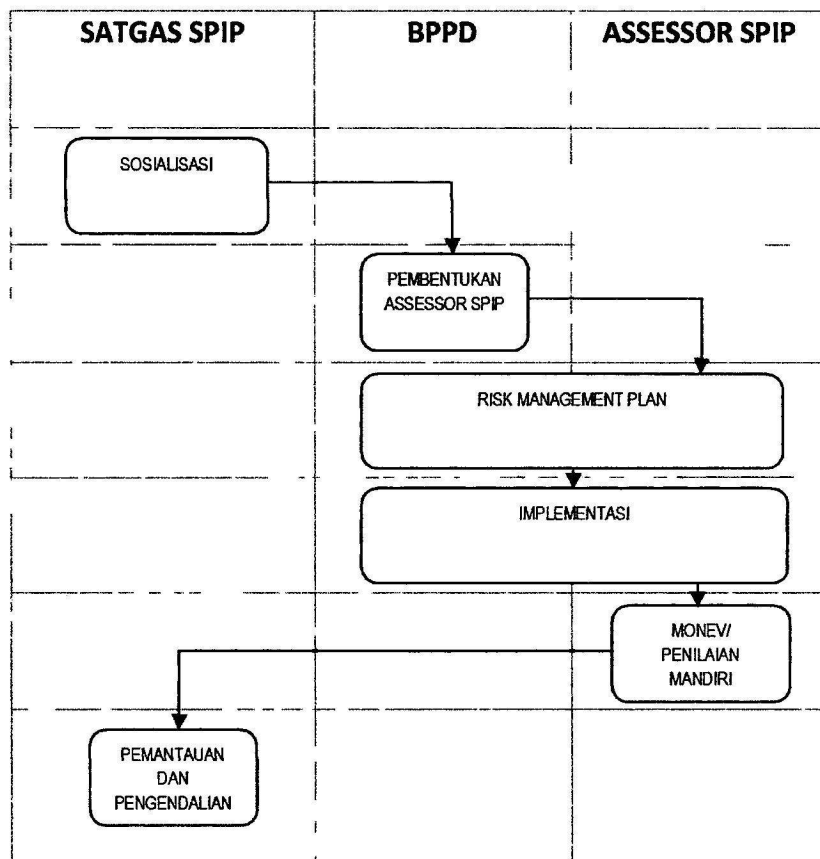 SATGAS SPIP
BPPD
ASSESSOR SPIP
SOSIALISASI
PEMBENTUKAN
ASSESSOR SPIP
RISK MANAGEMENT PLAN
IMPLEMENTASI
MONEV/
PENILAIAN
MANDIRI
PEMANTAUAN
DAN
PENGENDALIAN